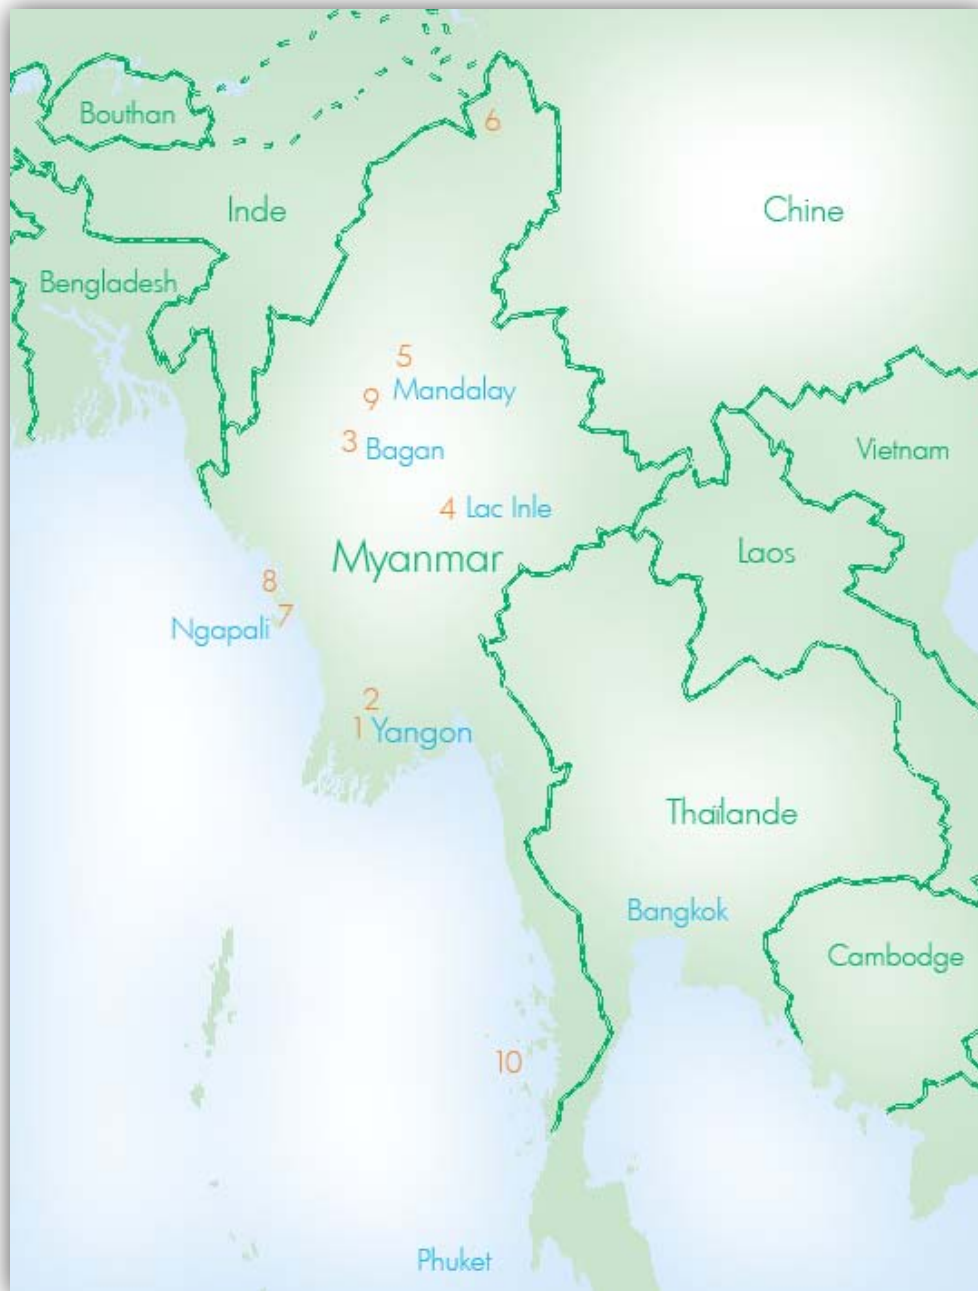 Bouthan
6
Inde
Chine
Bengladesh
5
Mandalay
9
3 Bagan
Vietnam
4 Lac Inle
Myanmar
Laos
8
7
Ngapali
2
1 Yangon
Thaïlande
Bangkok
Cambodge
10
Phuket